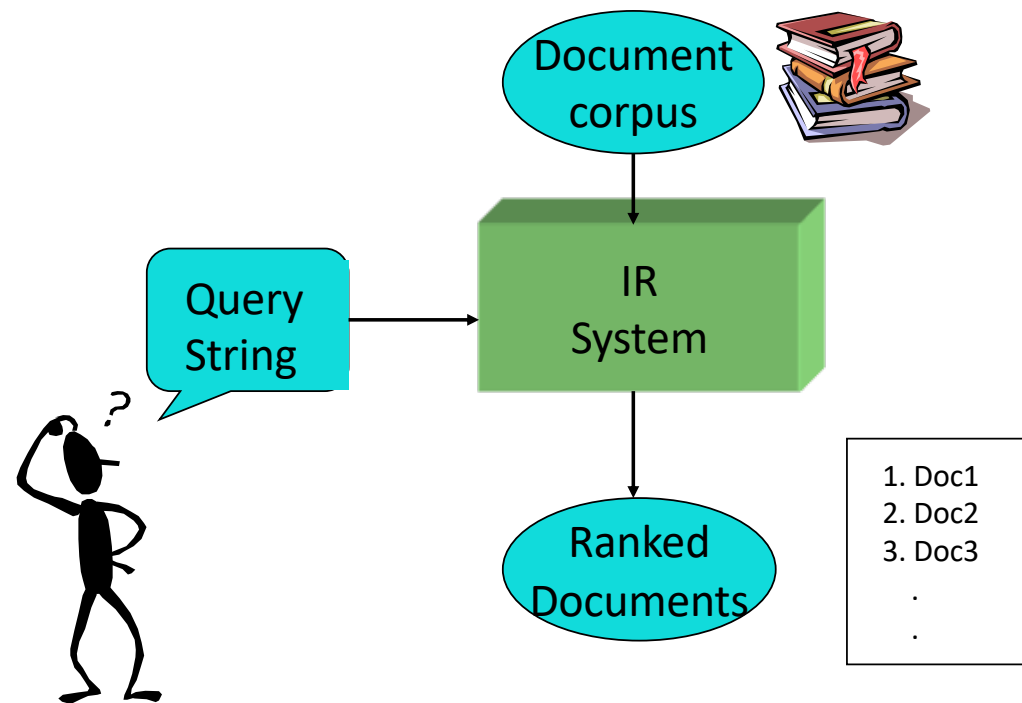 Document
corpus
IR
System
Query
String
?
Ranked
Documents
1. Doc1
2. Doc2
3. Doc3
.
.